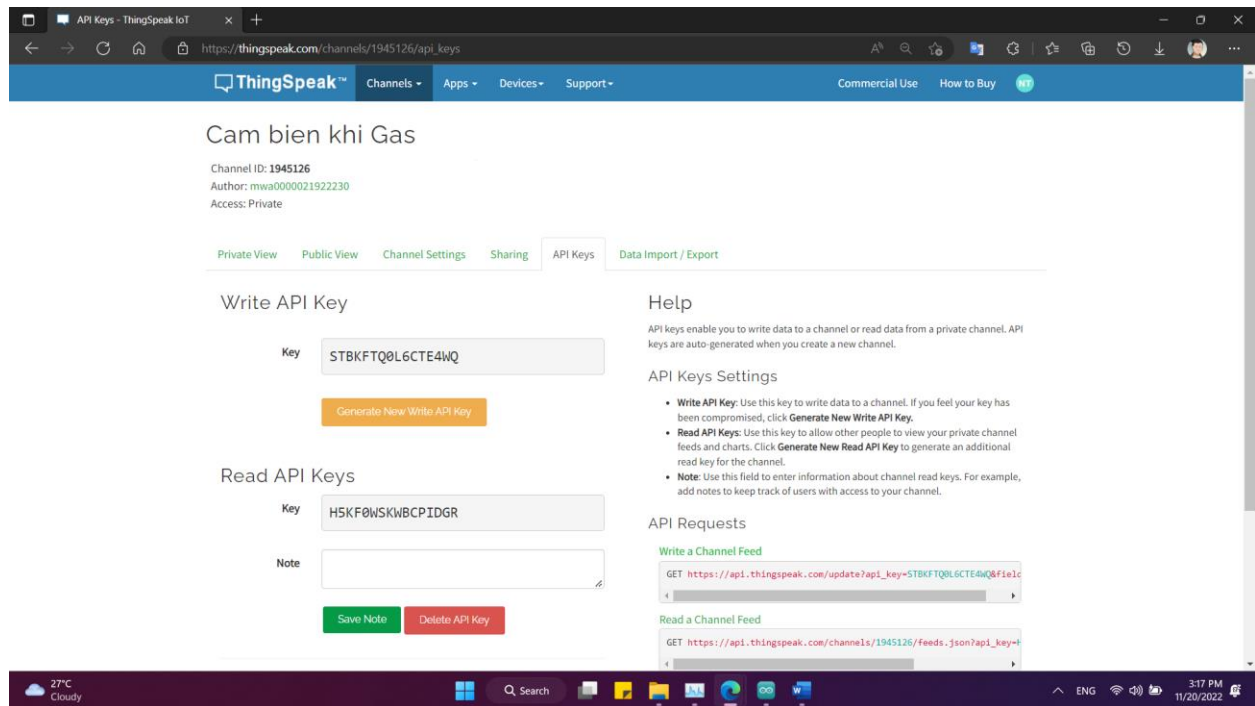 API Keys - ThingSpeak IoT
https://thingspeak.com/channels/1945126/api_keys
ThingSpeak™ Channels Apps Devices Support Commercial Use How to Buy NT
Cam bien khi Gas
Channel ID: 1945126
Author: mwa0000021922230
Access: Private
Private View Public View Channel Settings Sharing API Keys Data Import / Export
Write API Key
Key STBKFTQ0L6CTE4WQ
Generate New Write API Key
Read API Keys
Key H5KF0WSKWBCPIDGR
Note
Save Note Delete API Key
Help
API keys enable you to write data to a channel or read data from a private channel. API
keys are auto-generated when you create a new channel.
API Keys Settings
• Write API Key: Use this key to write data to a channel. If you feel your key has
been compromised, click Generate New Write API Key.
• Read API Keys: Use this key to allow other people to view your private channel
feeds and charts. Click Generate New Read API Key to generate an additional
read key for the channel.
• Note: Use this field to enter information about channel read keys. For example,
add notes to keep track of users with access to your channel.
API Requests
Write a Channel Feed
GET https://api.thingspeak.com/update?api_key=STBKFTQ0L6CTE4WQ&fielc
Read a Channel Feed
GET https://api.thingspeak.com/channels/1945126/feeds.json?api_key=H
27°C
Cloudy
Search
ENG
3:17 PM
11/20/2022